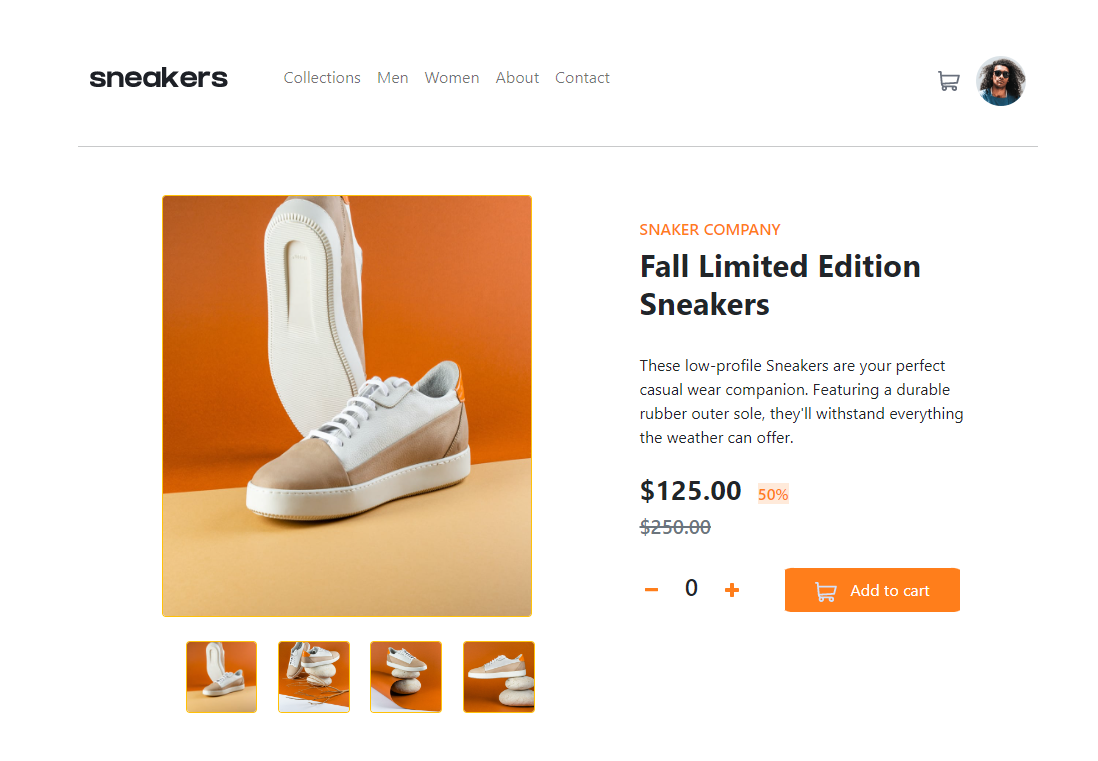 sneakers
Collections Men Women About Contact
SNAKER COMPANY
Fall Limited Edition
Sneakers
These low-profile Sneakers are your perfect
casual wear companion. Featuring a durable
rubber outer sole, they'll withstand everything
the weather can offer.
$125.00 50%
$250.00
0
Add to cart